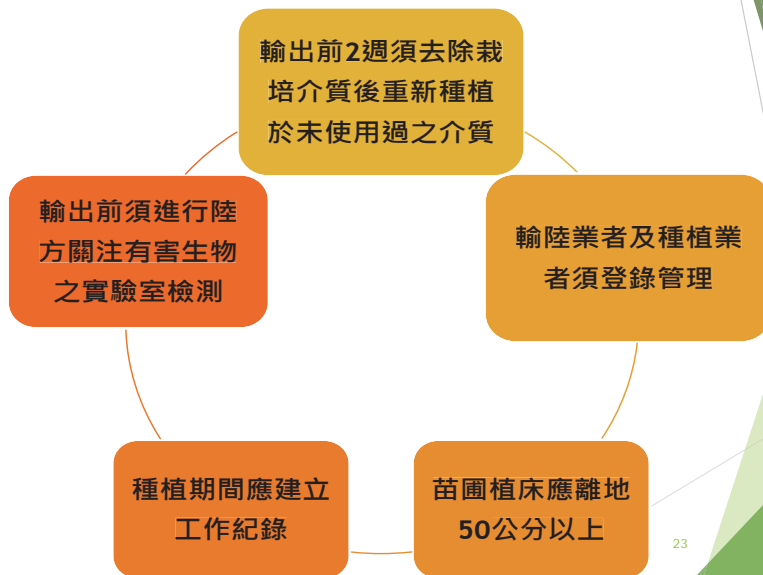 輸出前2週須去除栽
培介質後重新種植
於未使用過之介質
輸陸業者及種植業
者須登錄管理
苗圃植床應離地
50公分以上
種植期間應建立
工作紀錄
輸出前須進行陸
方關注有害生物
之實驗室檢測
23